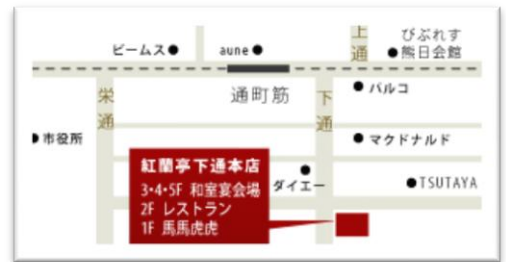 上通
びぷれす
熊日会館
ビームス
aune
栄通
通町筋
下通
パルコ
市役所
マクドナルド
紅蘭亭下通本店
3・4・5F 和室宴会場
2F レストラン
1F 馬馬虎虎
ダイエー
TSUTAYA